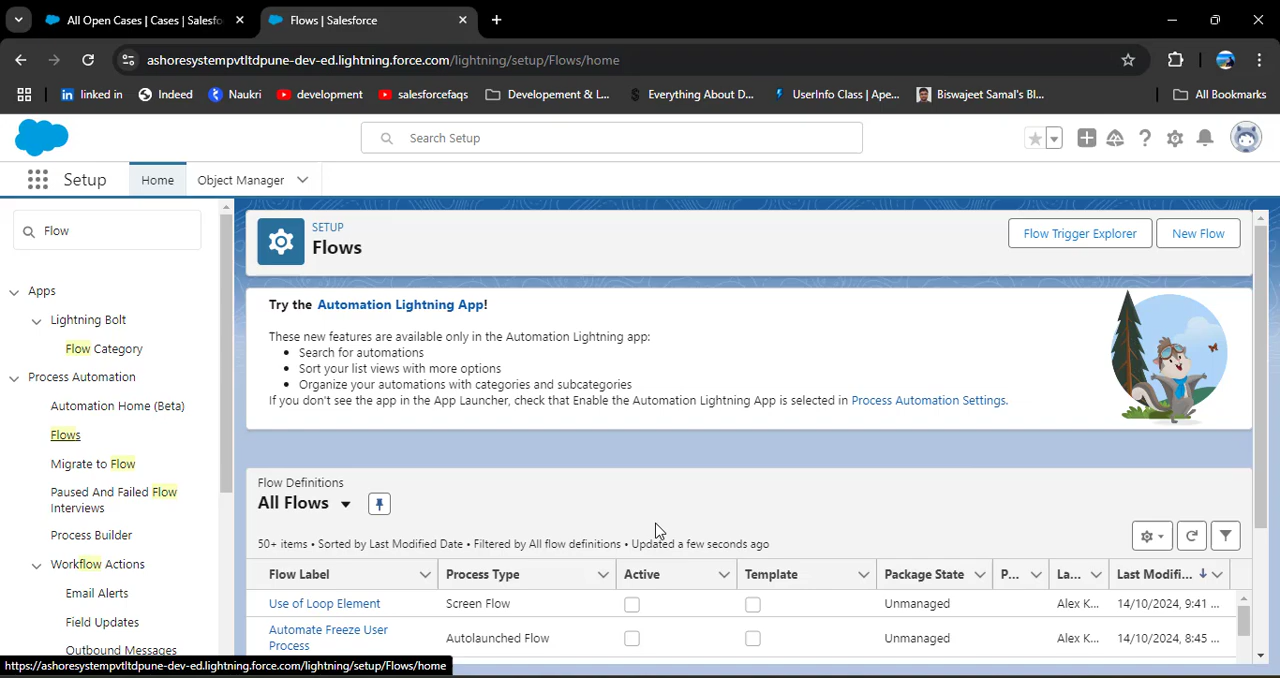 All Open Cases | Cases | Salesfo
Flows | Salesforce
ashoresystempvtltdpune-dev-ed.lightning.force.com/lightning/setup/Flows/home
linked in
Indeed
Naukri
development
salesforcefaqs
Developement & L...
Everything About D...
UserInfo Class | Ape...
Biswajeet Samal's Bl...
All Bookmarks
Search Setup
Setup
Home
Object Manager
Flow
Apps
Lightning Bolt
Flow Category
Process Automation
Automation Home (Beta)
Flows
Migrate to Flow
Paused And Failed Flow
Interviews
Process Builder
Workflow Actions
Email Alerts
Field Updates
Outbound Messages
SETUP
Flows
Flow Trigger Explorer
New Flow
Try the Automation Lightning App!
These new features are available only in the Automation Lightning app:
• Search for automations
• Sort your list views with more options
• Organize your automations with categories and subcategories
If you don't see the app in the App Launcher, check that Enable the Automation Lightning App is selected in Process Automation Settings.
Flow Definitions
All Flows
50+ items • Sorted by Last Modified Date • Filtered by All flow definitions • Updated a few seconds ago
Flow Label Process Type Active Template Package State P... La... Last Modifi...
Use of Loop Element Screen Flow Unmanaged Alex K... 14/10/2024, 9:41 ...
Automate Freeze User
Process Autolaunched Flow Unmanaged Alex K... 14/10/2024, 8:45 ...
https://ashoresystempvtltdpune-dev-ed.lightning.force.com/lightning/setup/Flows/home